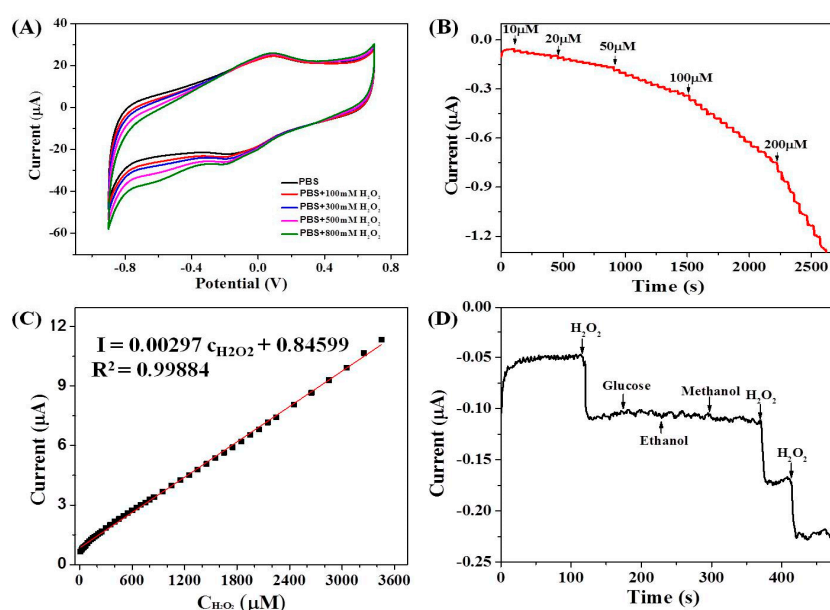 (A)
40
20
0
-20
-40
-60
Current (μA)
-0.8
-0.4
0.0
0.4
0.8
Potential (V)
PBS
PBS+100mM H₂O₂
PBS+300mM H₂O₂
PBS+500mM H₂O₂
PBS+800mM H₂O₂
(B)
0.0
-0.3
-0.6
-0.9
-1.2
Current (μA)
10μM
20μM
50μM
100μM
200μM
0
500
1000
1500
2000
2500
Time (s)
(C)
12
9
6
3
0
Current (μA)
I = 0.00297 c_H2O2 + 0.84599
R² = 0.99884
0
600
1200
1800
2400
3000
3600
C_H₂O₂ (μM)
(D)
0.00
-0.05
-0.10
-0.15
-0.20
-0.25
Current (μA)
H₂O₂
Glucose
Ethanol
Methanol
H₂O₂
H₂O₂
0
100
200
300
400
Time (s)